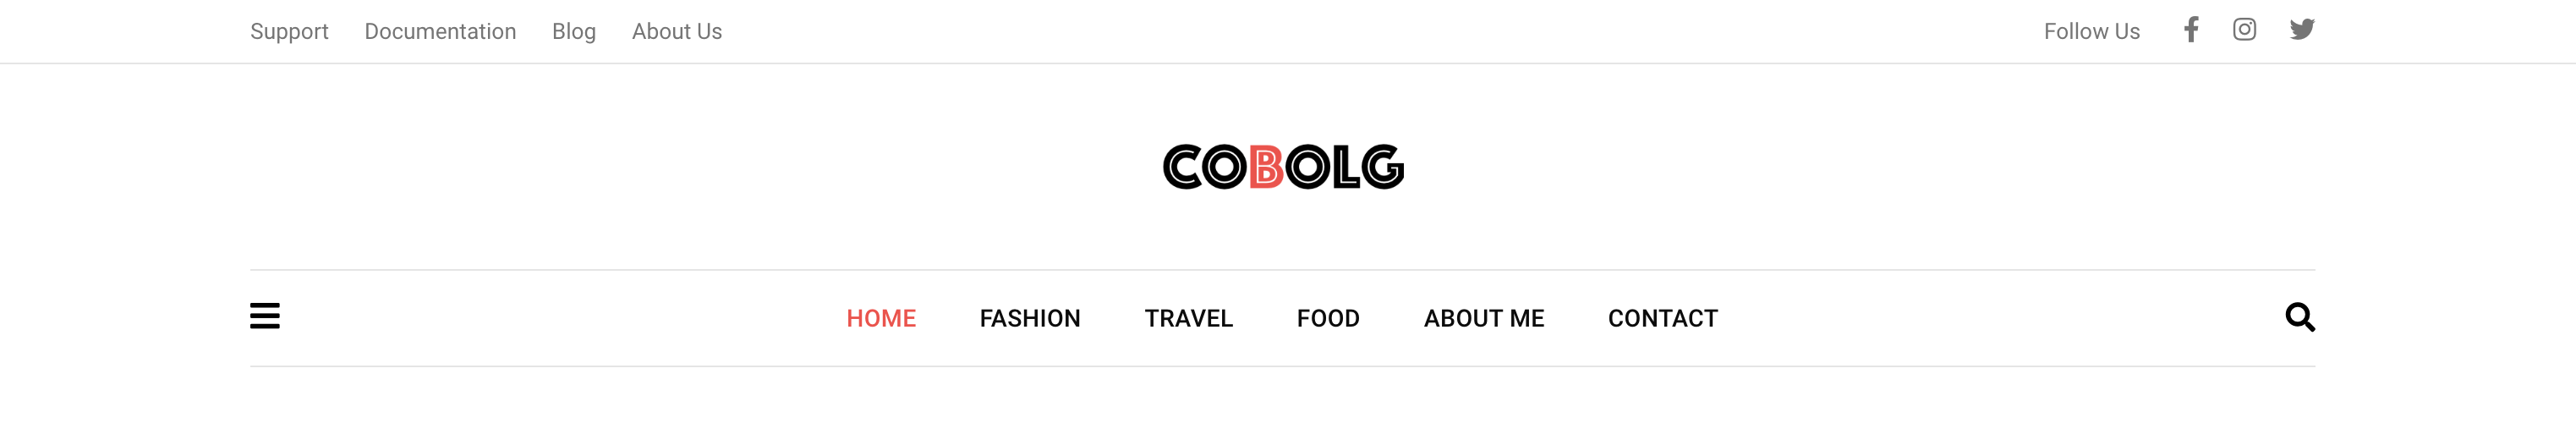 Support Documentation Blog About Us Follow Us
COBOLG
HOME FASHION TRAVEL FOOD ABOUT ME CONTACT